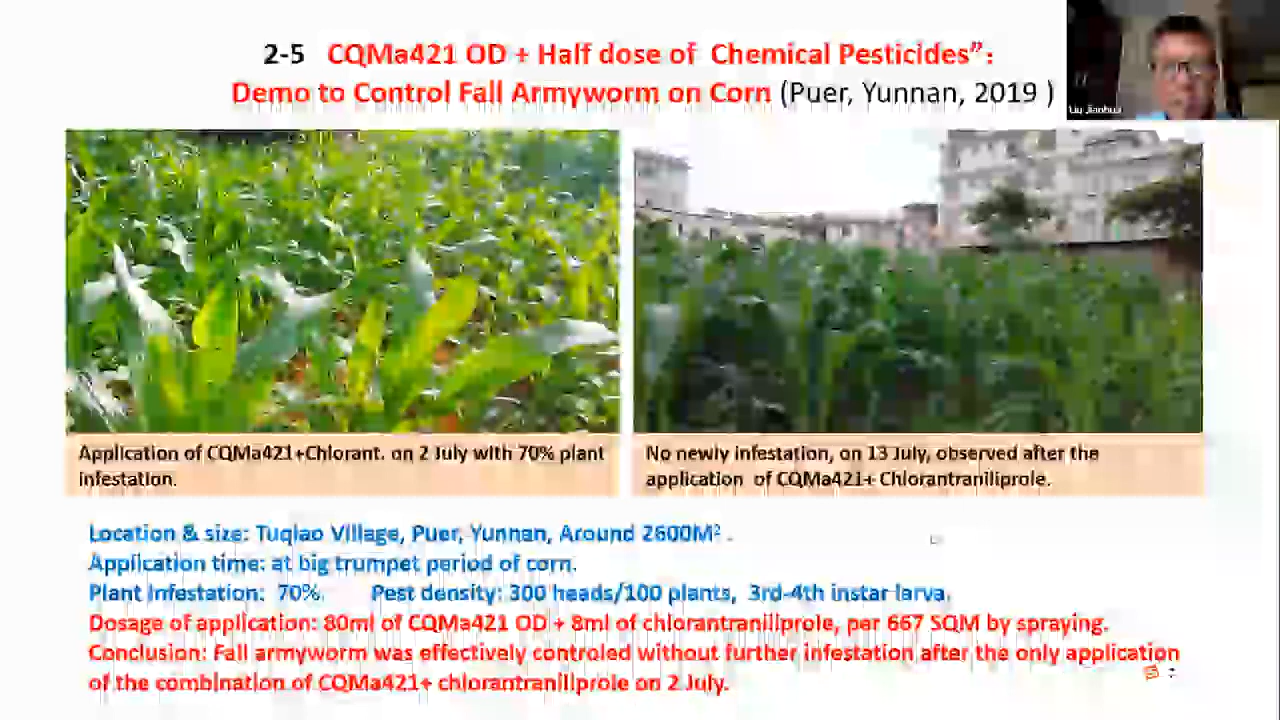 2-5 CQMa421 OD + Half dose of Chemical Pesticides”:
Demo to Control Fall Armyworm on Corn (Puer, Yunnan, 2019 )
Liu Jianhua
Application of CQMa421+Chlorant. on 2 July with 70% plant
infestation.
No newly infestation, on 13 July, observed after the
application of CQMa421+ Chlorantraniliprole.
Location & size: Tuqiao Village, Puer, Yunnan, Around 2600M² .
Application time: at big trumpet period of corn.
Plant Infestation: 70%. Pest density: 300 heads/100 plants, 3rd-4th instar larva.
Dosage of application: 80ml of CQMa421 OD + 8ml of chlorantraniliprole, per 667 SQM by spraying.
Conclusion: Fall armyworm was effectively controled without further infestation after the only application
of the combination of CQMa421+ chlorantraniliprole on 2 July.